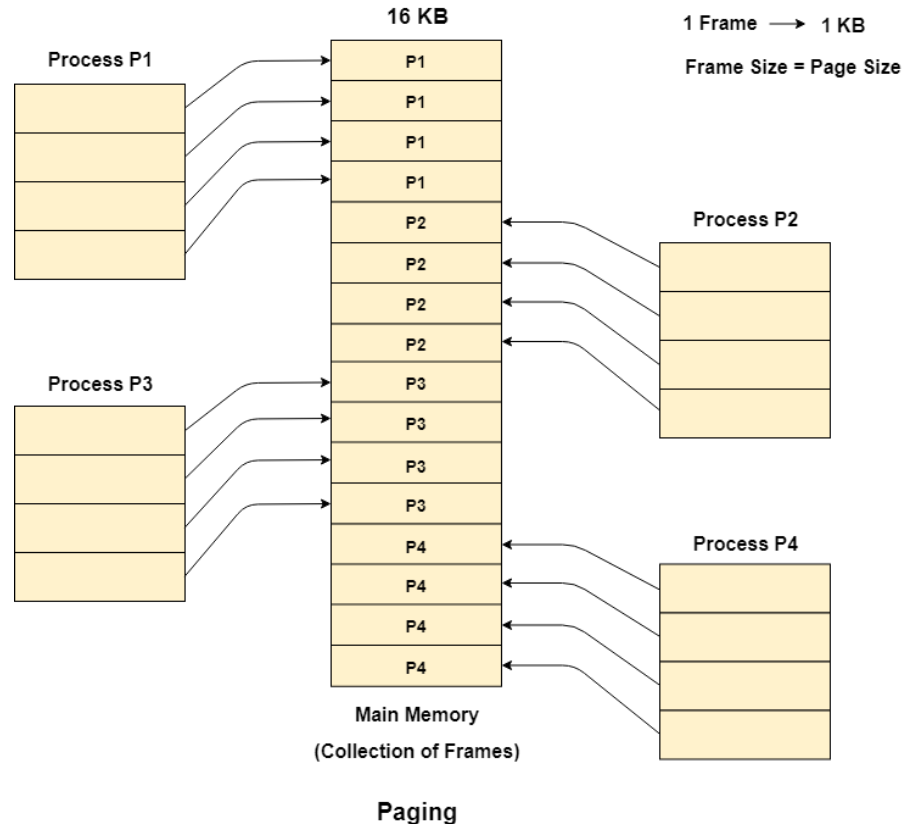 16 KB
1 Frame → 1 KB
Frame Size = Page Size
Process P1
P1
P1
P1
P1
Process P2
P2
P2
P2
P2
Process P3
P3
P3
P3
P3
Process P4
P4
P4
P4
P4
Main Memory
(Collection of Frames)
Paging